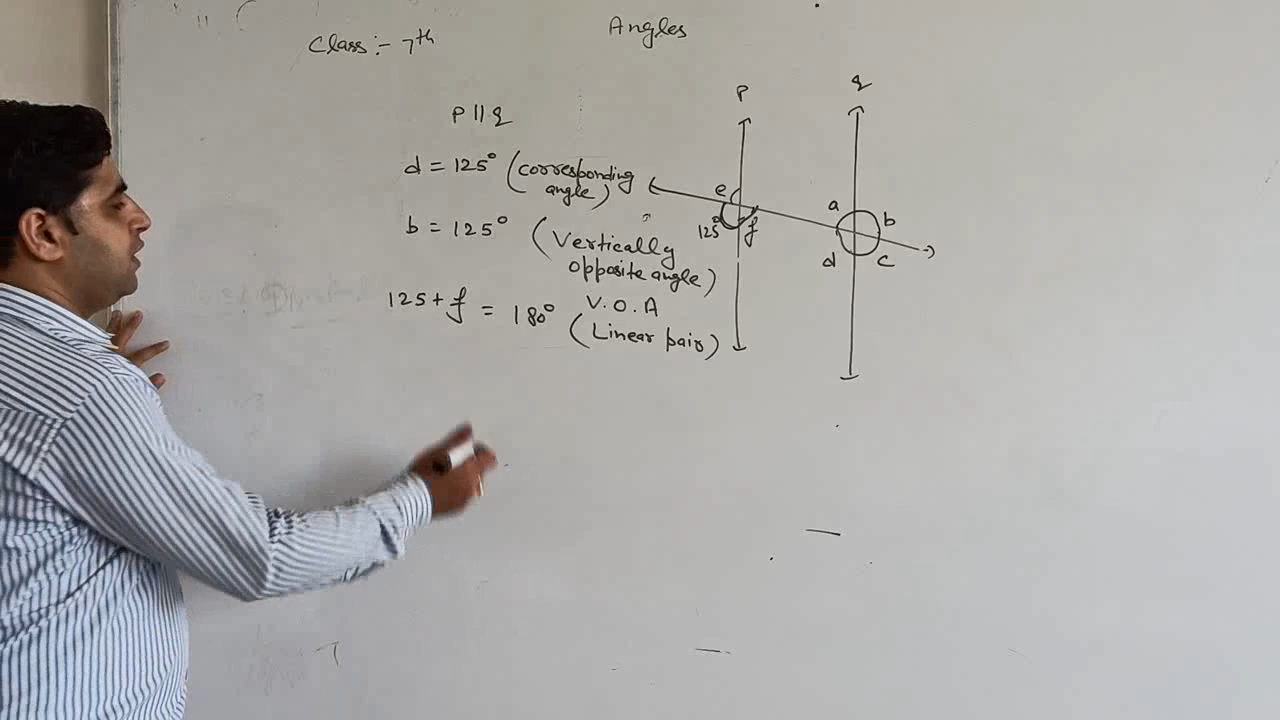 Class:- 7th
Angles
P || q
d = 125° (corresponding
angle)
b = 125° (Vertically
opposite angle)
V.O.A
125 + f = 180° (Linear pair)
P
q
e
125°
f
a
b
d
c